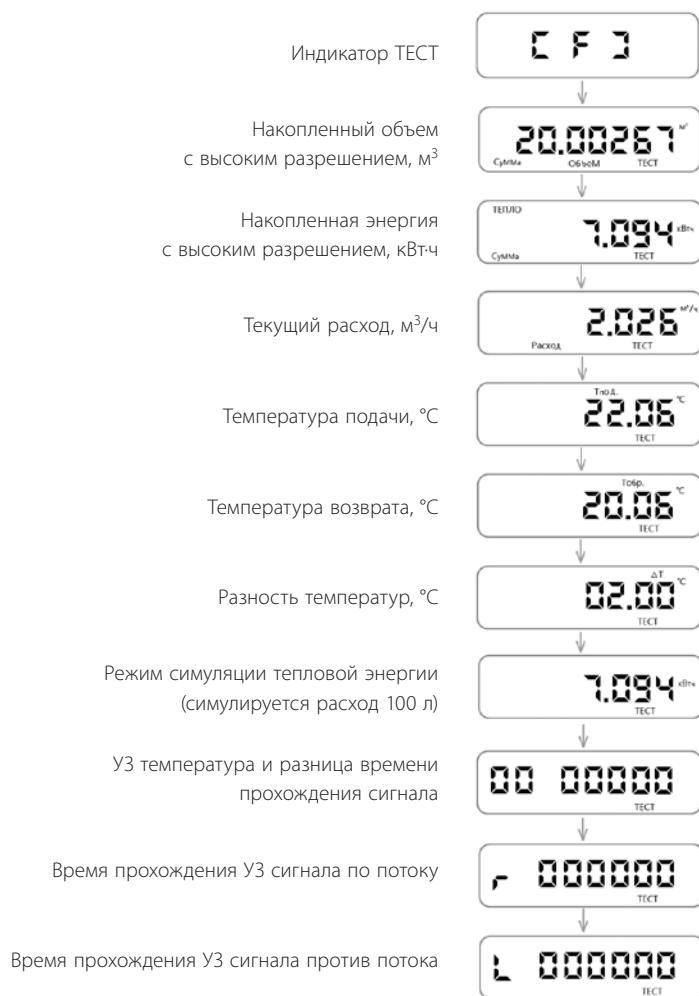 Индикатор ТЕСТ
[ F ]
Накопленный объем
с высоким разрешением, м³
20.00267 м³
Сумма Объем ТЕСТ
Накопленная энергия
с высоким разрешением, кВт·ч
ТЕПЛО
7.094 кВтч
Сумма ТЕСТ
Текущий расход, м³/ч
2.026 м³/ч
Расход ТЕСТ
Температура подачи, °C
Тпод.
22.06 °C
ТЕСТ
Температура возврата, °C
Тобр.
20.06 °C
ТЕСТ
Разность температур, °C
ΔT
02.00 °C
ТЕСТ
Режим симуляции тепловой энергии
(симулируется расход 100 л)
7.094 кВтч
ТЕСТ
УЗ температура и разница времени
прохождения сигнала
00 00000
ТЕСТ
Время прохождения УЗ сигнала по потоку
r 000000
ТЕСТ
Время прохождения УЗ сигнала против потока
L 000000
ТЕСТ